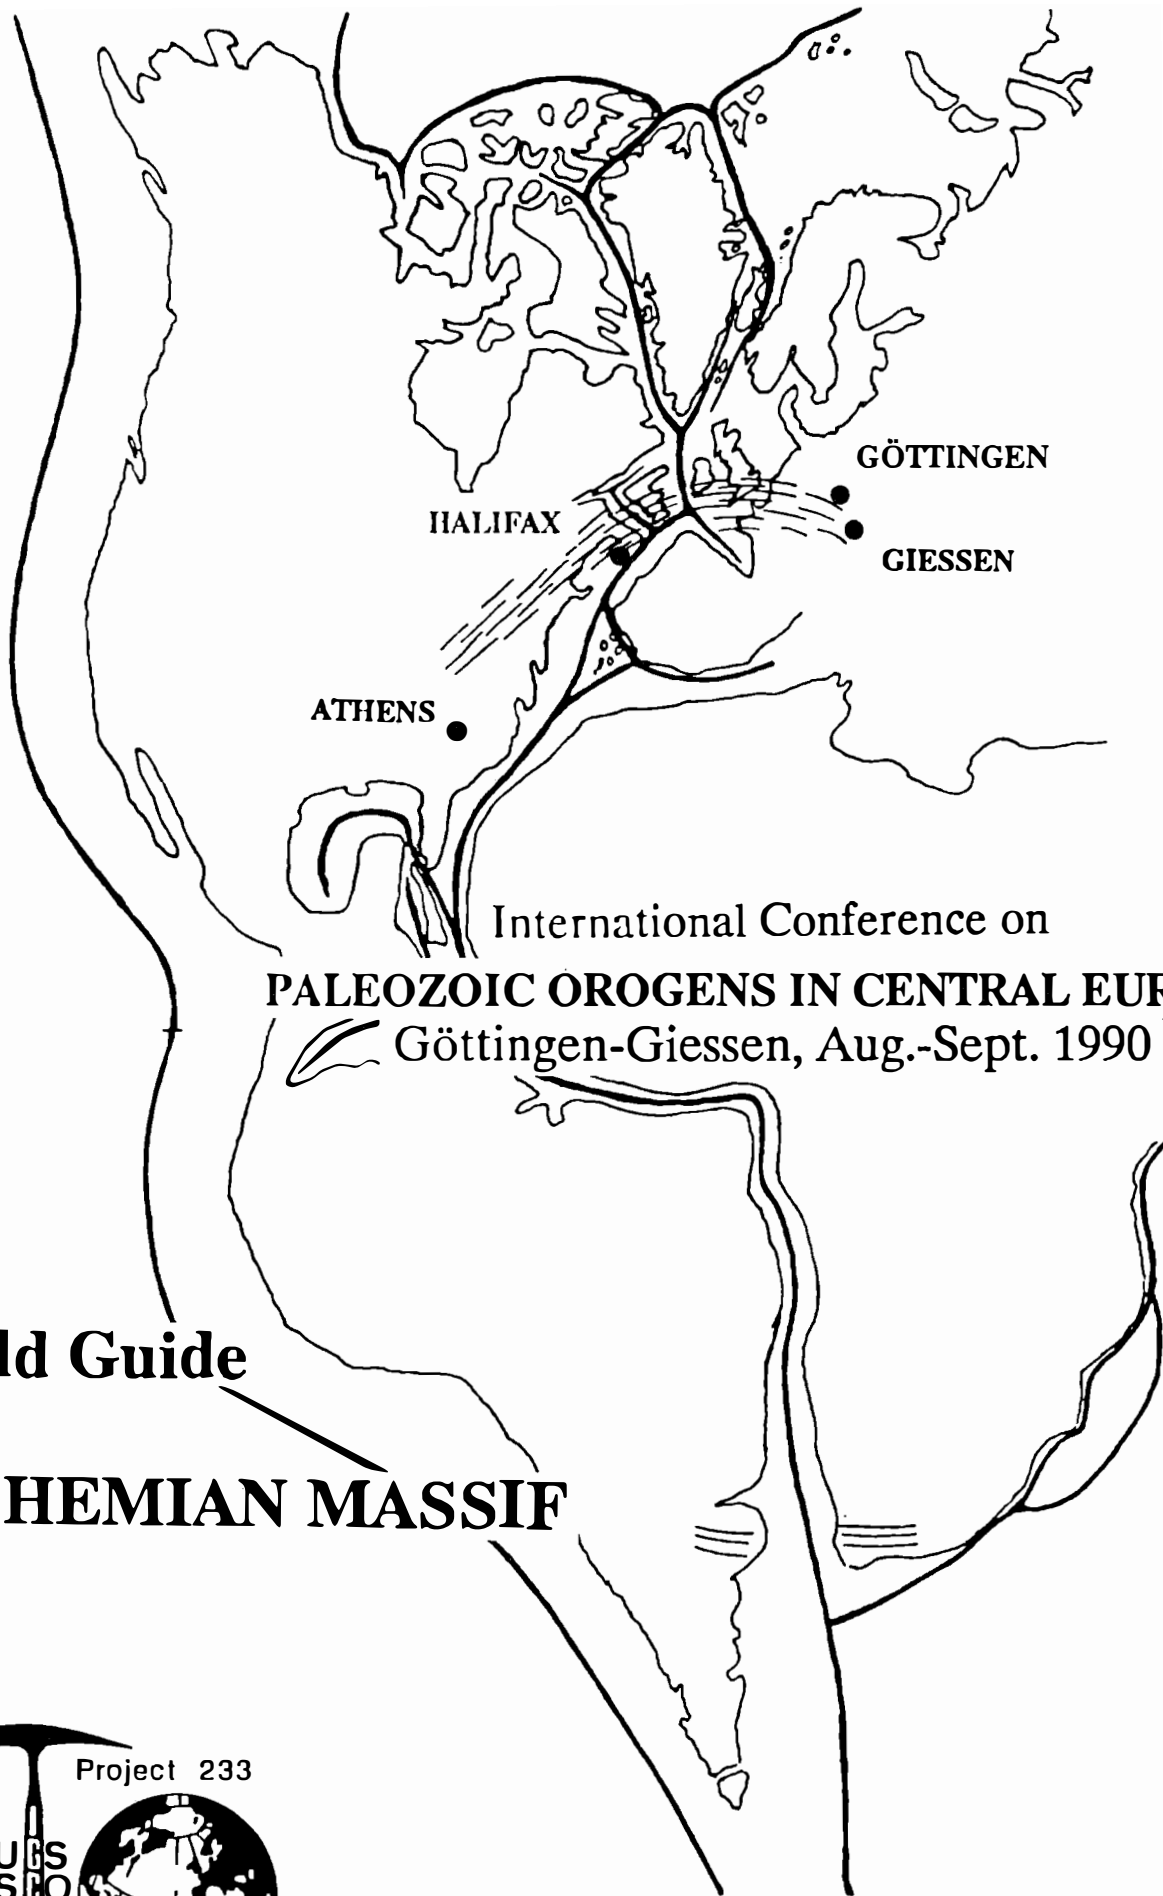 GÖTTINGEN
HALIFAX
GIESSEN
ATHENS
International Conference on
PALEOZOIC OROGENS IN CENTRAL EUR
Göttingen-Giessen, Aug.-Sept. 1990
ld Guide
HEMIAN MASSIF
Project 233